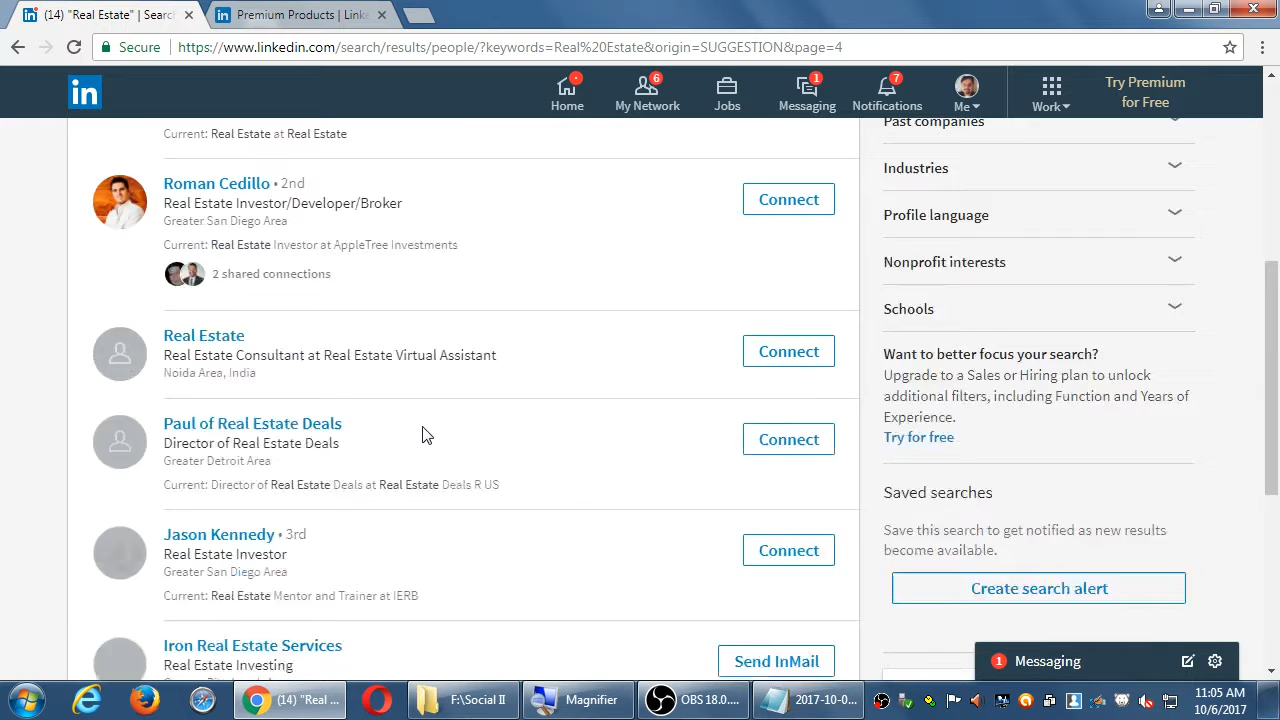 (14) "Real Estate" | Searc
Premium Products | Linke
Secure
https://www.linkedin.com/search/results/people/?keywords=Real%20Estate&origin=SUGGESTION&page=4
in
Home
6
My Network
Jobs
1
Messaging
7
Notifications
Me
Work
Try Premium
for Free
Current: Real Estate at Real Estate
Roman Cedillo • 2nd
Real Estate Investor/Developer/Broker
Greater San Diego Area
Current: Real Estate Investor at AppleTree Investments
2 shared connections
Connect
Real Estate
Real Estate Consultant at Real Estate Virtual Assistant
Noida Area, India
Connect
Paul of Real Estate Deals
Director of Real Estate Deals
Greater Detroit Area
Current: Director of Real Estate Deals at Real Estate Deals R US
Connect
Jason Kennedy • 3rd
Real Estate Investor
Greater San Diego Area
Current: Real Estate Mentor and Trainer at IERB
Connect
Iron Real Estate Services
Real Estate Investing
Send InMail
Past companies
Industries
Profile language
Nonprofit interests
Schools
Want to better focus your search?
Upgrade to a Sales or Hiring plan to unlock
additional filters, including Function and Years of
Experience.
Try for free
Saved searches
Save this search to get notified as new results
become available.
Create search alert
1 Messaging
(14) "Real ...
F:\Social II
Magnifier
OBS 18.0....
2017-10-0...
11:05 AM
10/6/2017